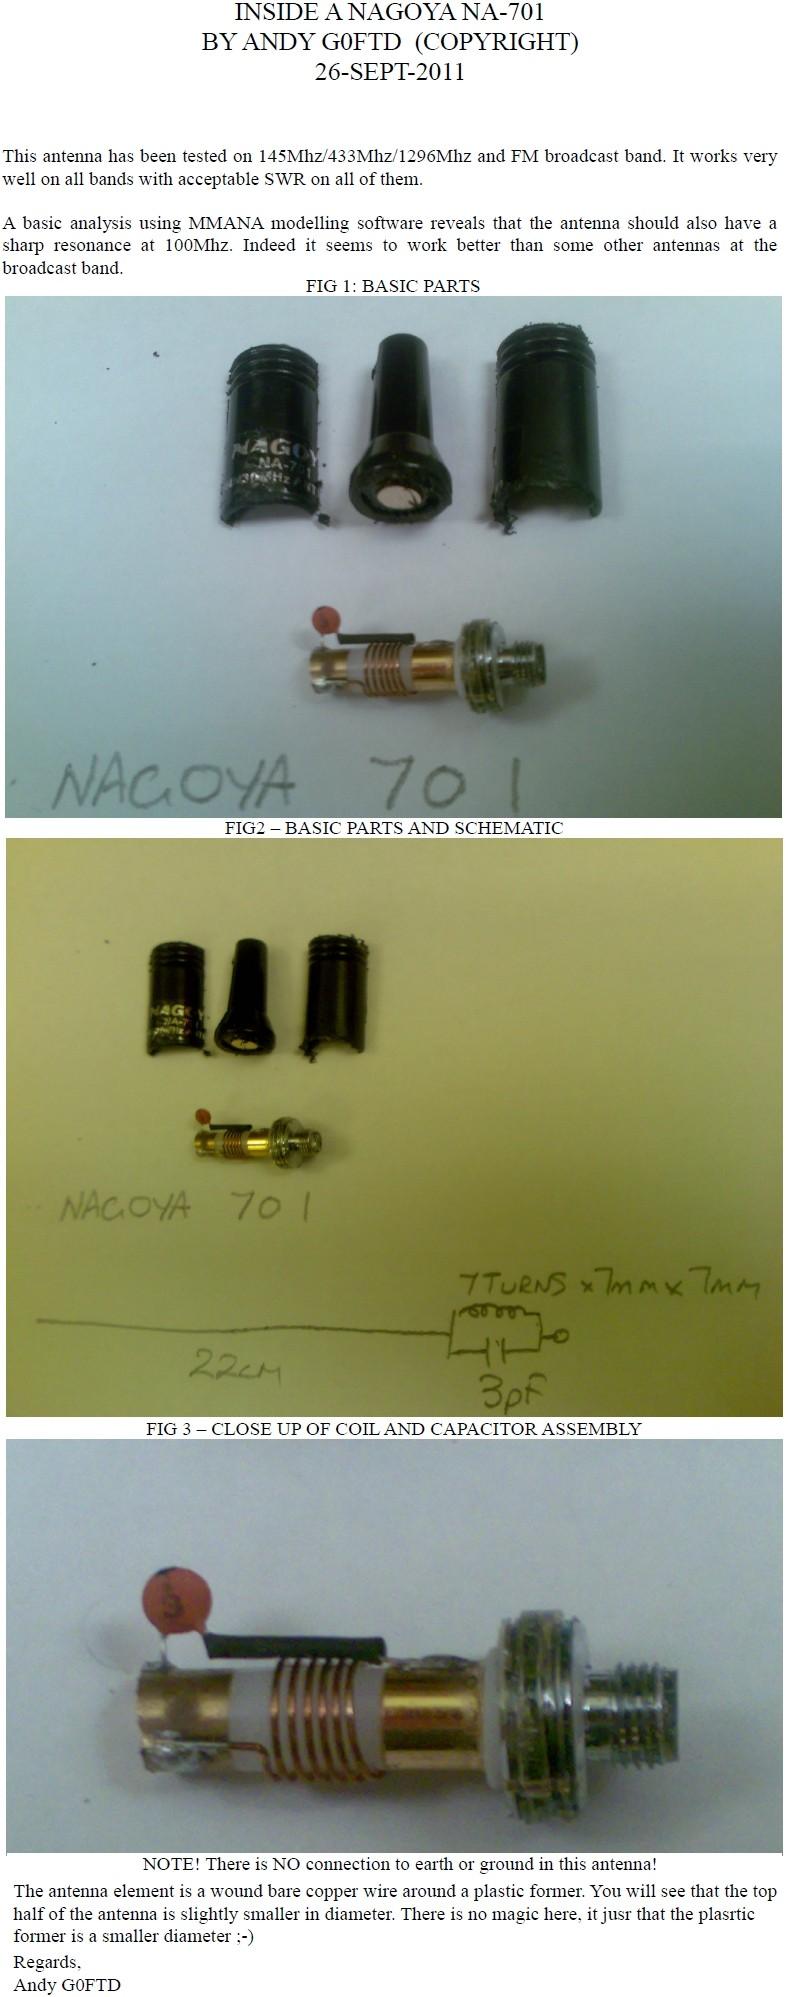 INSIDE A NAGOYA NA-701
BY ANDY G0FTD (COPYRIGHT)
26-SEPT-2011
This antenna has been tested on 145Mhz/433Mhz/1296Mhz and FM broadcast band. It works very
well on all bands with acceptable SWR on all of them.
A basic analysis using MMANA modelling software reveals that the antenna should also have a
sharp resonance at 100Mhz. Indeed it seems to work better than some other antennas at the
broadcast band.
FIG 1: BASIC PARTS
NAGOY
NA-701
NAGOYA 701
FIG2 – BASIC PARTS AND SCHEMATIC
NAGOYA 701
7 TURNS x 7mm x 7mm
22cm
3pF
FIG 3 – CLOSE UP OF COIL AND CAPACITOR ASSEMBLY
3
NOTE! There is NO connection to earth or ground in this antenna!
The antenna element is a wound bare copper wire around a plastic former. You will see that the top
half of the antenna is slightly smaller in diameter. There is no magic here, it jusr that the plasrtic
former is a smaller diameter ;-)
Regards,
Andy G0FTD